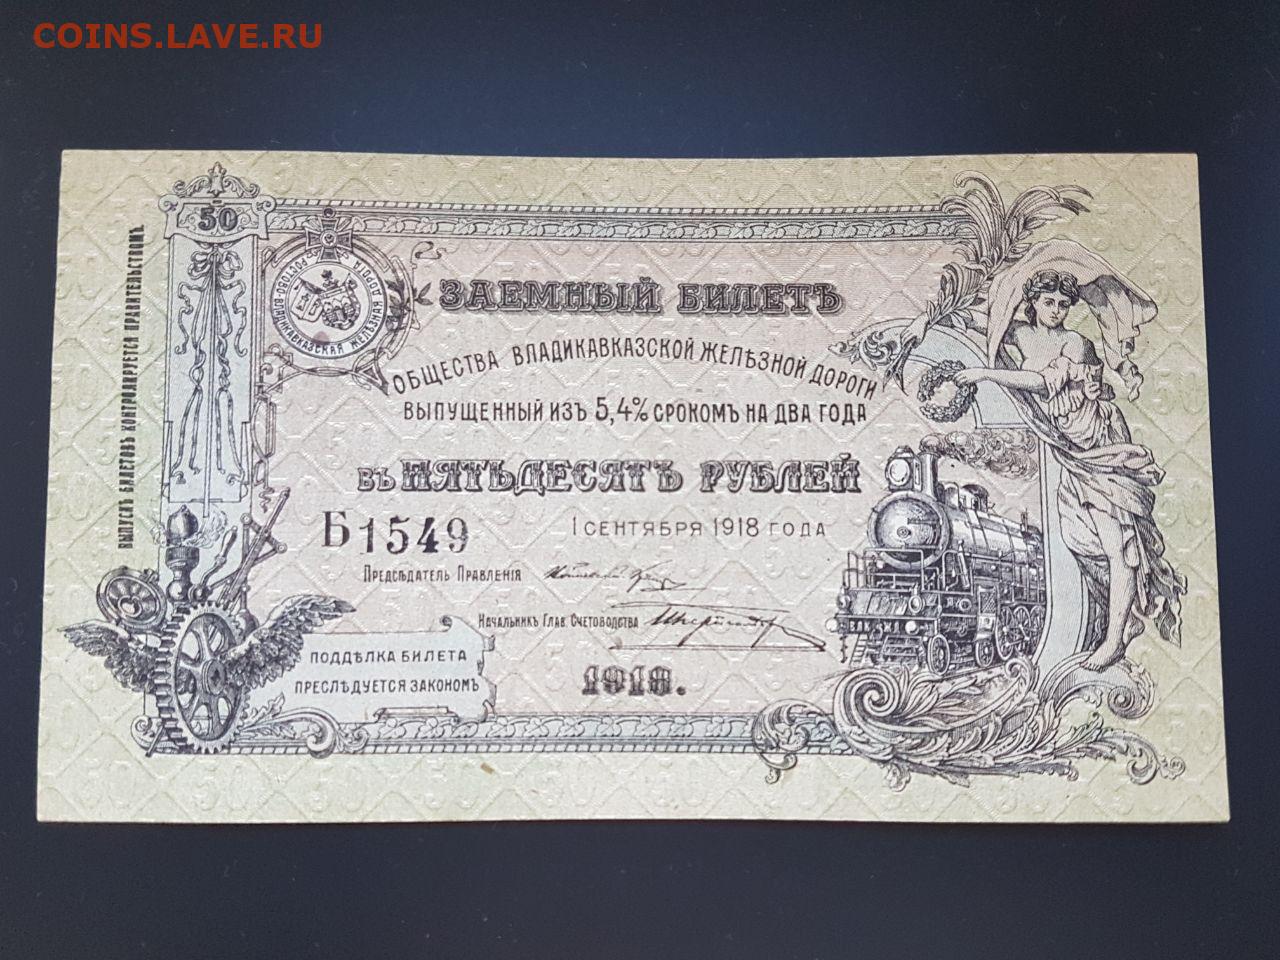 COINS.LAVE.RU
50
РОСТОВО-ВЛАДИКАВКАЗСКАЯ ЖЕЛѢЗНАЯ ДОРОГА
ВЫПУСКЪ БИЛЕТОВЪ КОНТРОЛИРУЕТСЯ ПРАВИТЕЛЬСТВОМЪ.
ЗАЕМНЫЙ БИЛЕТЪ
ОБЩЕСТВА ВЛАДИКАВКАЗСКОЙ ЖЕЛѢЗНОЙ ДОРОГИ
ВЫПУЩЕННЫЙ ИЗЪ 5,4% СРОКОМЪ НА ДВА ГОДА
ВЪ ПЯТЬДЕСЯТЪ РУБЛЕЙ
Б1549
1 СЕНТЯБРЯ 1918 ГОДА
ПРЕДСѢДАТЕЛЬ ПРАВЛЕНІЯ
НАЧАЛЬНИКЪ ГЛАВ. СЧЕТОВОДСТВА
ПОДДѢЛКА БИЛЕТА
ПРЕСЛѢДУЕТСЯ ЗАКОНОМЪ
1918.